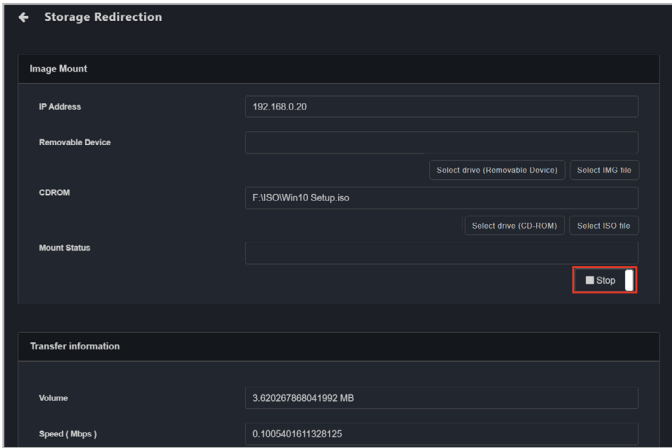 Storage Redirection
Image Mount
IP Address
192.168.0.20
Removable Device
Select drive (Removable Device)
Select IMG file
CDROM
F:\ISO\Win10 Setup.iso
Select drive (CD-ROM)
Select ISO file
Mount Status
Stop
Transfer information
Volume
3.620267868041992 MB
Speed ( Mbps )
0.1005401611328125